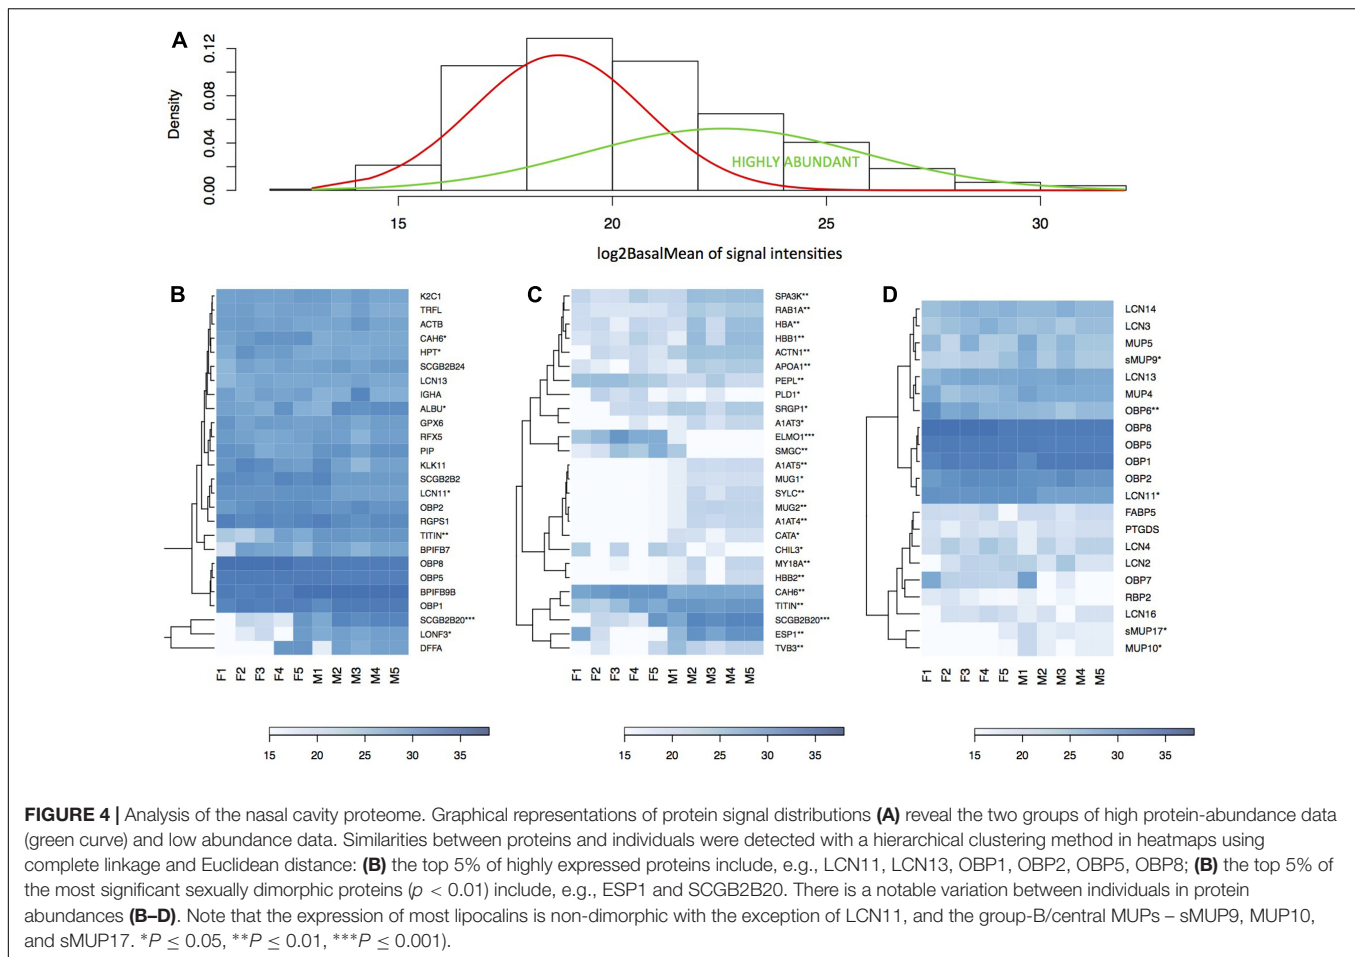 A
Density
0.00
0.04
0.08
0.12
HIGHLY ABUNDANT
15 20 25 30
log2BasalMean of signal intensities
B
K2C1
TRFL
ACTB
CAH6*
HPT*
SCGB2B24
LCN13
IGHA
ALBU*
GPX6
RFX5
PIP
KLK11
SCGB2B2
LCN11*
OBP2
RGPS1
TITIN**
BPIFB7
OBP8
OBP5
BPIFB9B
OBP1
SCGB2B20***
LONF3*
DFFA
F1 F2 F3 F4 F5 M1 M2 M3 M4 M5
15 20 25 30 35
C
SPA3K**
RAB1A**
HBA**
HBB1**
ACTN1**
APOA1**
PEPL**
PLD1*
SRGP1*
A1AT3*
ELMO1***
SMGC**
A1AT5**
MUG1*
SYLC**
MUG2**
A1AT4**
CATA*
CHIL3*
MY18A**
HBB2**
CAH6**
TITIN**
SCGB2B20***
ESP1**
TVB3**
F1 F2 F3 F4 F5 M1 M2 M3 M4 M5
15 20 25 30 35
D
LCN14
LCN3
MUP5
sMUP9*
LCN13
MUP4
OBP6**
OBP8
OBP5
OBP1
OBP2
LCN11*
FABP5
PTGDS
LCN4
LCN2
OBP7
RBP2
LCN16
sMUP17*
MUP10*
F1 F2 F3 F4 F5 M1 M2 M3 M4 M5
15 20 25 30 35
FIGURE 4 | Analysis of the nasal cavity proteome. Graphical representations of protein signal distributions (A) reveal the two groups of high protein-abundance data
(green curve) and low abundance data. Similarities between proteins and individuals were detected with a hierarchical clustering method in heatmaps using
complete linkage and Euclidean distance: (B) the top 5% of highly expressed proteins include, e.g., LCN11, LCN13, OBP1, OBP2, OBP5, OBP8; (B) the top 5% of
the most significant sexually dimorphic proteins (p < 0.01) include, e.g., ESP1 and SCGB2B20. There is a notable variation between individuals in protein
abundances (B–D). Note that the expression of most lipocalins is non-dimorphic with the exception of LCN11, and the group-B/central MUPs – sMUP9, MUP10,
and sMUP17. *P ≤ 0.05, **P ≤ 0.01, ***P ≤ 0.001).